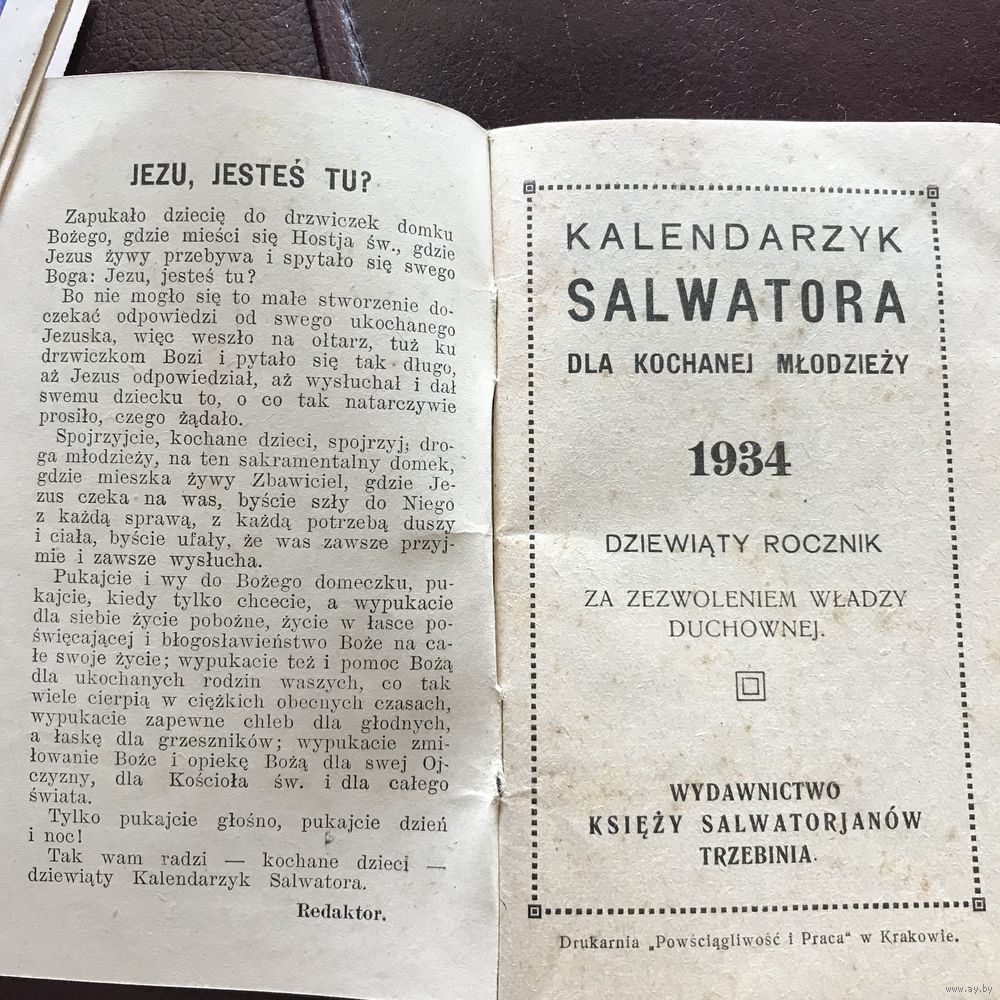 JEZU, JESTEŚ TU?
Zapukało dziecię do drzwiczek domku
Bożego, gdzie mieści się Hostja św., gdzie
Jezus żywy przebywa i spytało się swego
Boga: Jezu, jesteś tu?
Bo nie mogło się to małe stworzenie do-
czekać odpowiedzi od swego ukochanego
Jezuska, więc weszło na ołtarz, tuż ku
drzwiczkom Bozi i pytało się tak długo,
aż Jezus odpowiedział, aż wysłuchał i dał
swemu dziecku to, o co tak natarczywie
prosiło, czego żądało.
Spojrzyjcie, kochane dzieci, spojrzyj, dro-
ga młodzieży, na ten sakramentalny domek,
gdzie mieszka żywy Zbawiciel, gdzie Je-
zus czeka na was, byście szły do Niego
z każdą sprawą, z każdą potrzebą duszy
i ciała, byście ufały, że was zawsze przyj-
mie i zawsze wysłucha.
Pukajcie i wy do Bożego domeczku, pu-
kajcie, kiedy tylko chcecie, a wypukacie
dla siebie życie pobożne, życie w łasce po-
święcającej i błogosławieństwo Boże na ca-
łe swoje życie; wypukacie też i pomoc Bożą
dla ukochanych rodzin waszych, co tak
wiele cierpią w ciężkich obecnych czasach,
wypukacie zapewne chleb dla głodnych,
a łaskę dla grzeszników; wypukacie zmi-
łowanie Boże i opiekę Bożą dla swej Oj-
czyzny, dla Kościoła św. i dla całego
świata.
Tylko pukajcie głośno, pukajcie dzień
i noc!
Tak wam radzi — kochane dzieci —
dziewiąty Kalendarzyk Salwatora.
Redaktor.
KALENDARZYK
SALWATORA
DLA KOCHANEJ MŁODZIEŻY
1934
DZIEWIĄTY ROCZNIK
ZA ZEZWOLENIEM WŁADZY
DUCHOWNEJ.
WYDAWNICTWO
KSIĘŻY SALWATORJANÓW
TRZEBINIA.
Drukarnia „Powściągliwość i Praca" w Krakowie.
www.ay.by